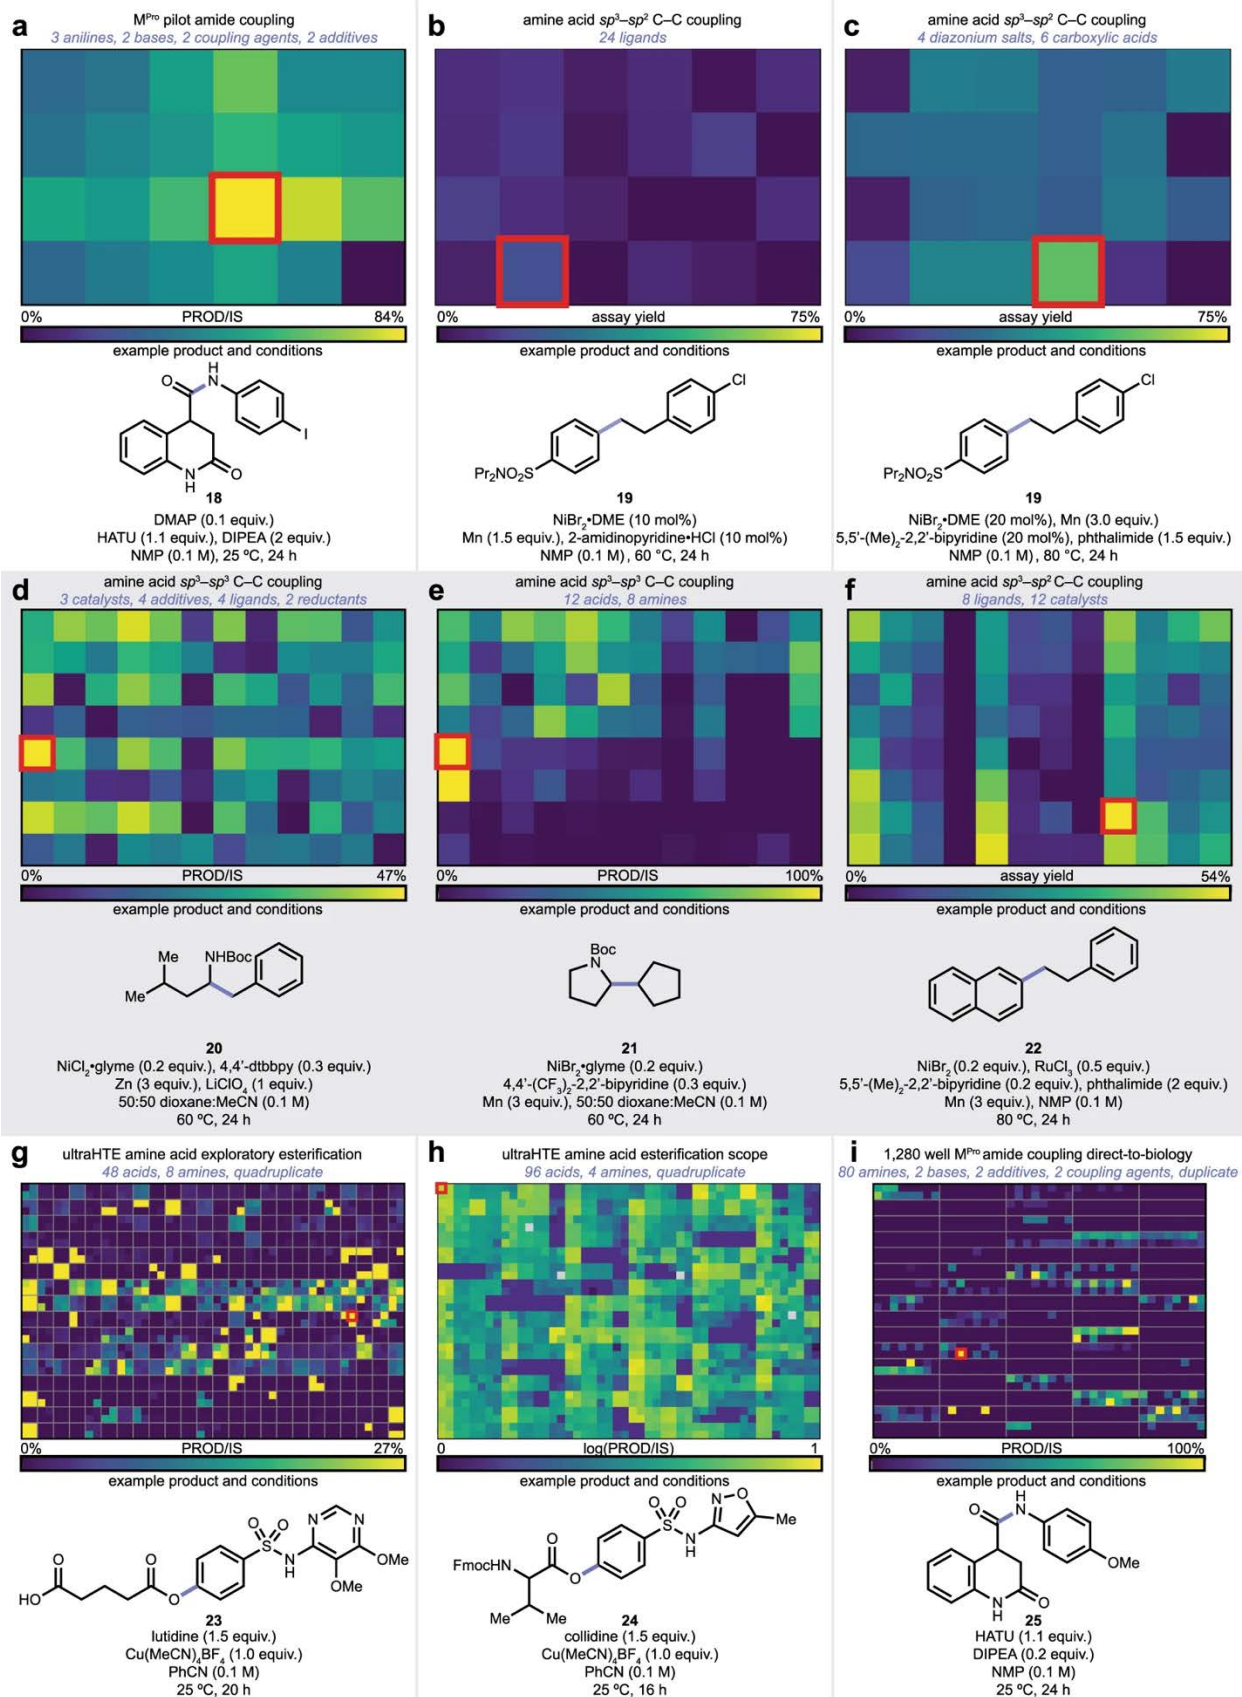 a
M^Pro pilot amide coupling
3 anilines, 2 bases, 2 coupling agents, 2 additives
0% PROD/IS 84%
example product and conditions
O
H
N
I
N
H
O
18
DMAP (0.1 equiv.)
HATU (1.1 equiv.), DIPEA (2 equiv.)
NMP (0.1 M), 25 ºC, 24 h
b
amino acid sp³–sp² C–C coupling
24 ligands
0% assay yield 75%
example product and conditions
Cl
Pr₂NO₂S
19
NiBr₂•DME (10 mol%)
Mn (1.5 equiv.), 2-amidinopyridine•HCl (10 mol%)
NMP (0.1 M), 60 °C, 24 h
c
amine acid sp³–sp² C–C coupling
4 diazonium salts, 6 carboxylic acids
0% assay yield 75%
example product and conditions
Cl
Pr₂NO₂S
19
NiBr₂•DME (20 mol%), Mn (3.0 equiv.)
5,5'-(Me)₂-2,2'-bipyridine (20 mol%), phthalimide (1.5 equiv.)
NMP (0.1 M), 80 °C, 24 h
d
amine acid sp³–sp³ C–C coupling
3 catalysts, 4 additives, 4 ligands, 2 reductants
0% PROD/IS 47%
example product and conditions
Me
NHBoc
Me
20
NiCl₂•glyme (0.2 equiv.), 4,4'-dtbbpy (0.3 equiv.)
Zn (3 equiv.), LiClO₄ (1 equiv.)
50:50 dioxane:MeCN (0.1 M)
60 ºC, 24 h
e
amine acid sp³-sp³ C–C coupling
12 acids, 8 amines
0% PROD/IS 100%
example product and conditions
Boc
N
21
NiBr₂•glyme (0.2 equiv.)
4,4'-(CF₃)₂-2,2'-bipyridine (0.3 equiv.)
Mn (3 equiv.), 50:50 dioxane:MeCN (0.1 M)
60 ºC, 24 h
f
amine acid sp³–sp² C–C coupling
8 ligands, 12 catalysts
0% assay yield 54%
example product and conditions
22
NiBr₂ (0.2 equiv.), RuCl₃ (0.5 equiv.)
5,5'-(Me)₂-2,2'-bipyridine (0.2 equiv.), phthalimide (2 equiv.)
Mn (3 equiv.), NMP (0.1 M)
80 ºC, 24 h
g
ultraHTE amine acid exploratory esterification
48 acids, 8 amines, quadruplicate
0% PROD/IS 27%
example product and conditions
O
HO
O
O
O O
S
N
H
N
N
OMe
OMe
23
lutidine (1.5 equiv.)
Cu(MeCN)₄BF₄ (1.0 equiv.)
PhCN (0.1 M)
25 ºC, 20 h
h
ultraHTE amine acid esterification scope
96 acids, 4 amines, quadruplicate
0 log(PROD/IS) 1
example product and conditions
FmocHN
O
O
Me
Me
O O
S
N
H
N
O
Me
24
collidine (1.5 equiv.)
Cu(MeCN)₄BF₄ (1.0 equiv.)
PhCN (0.1 M)
25 ºC, 16 h
i
1,280 well M^Pro amide coupling direct-to-biology
80 amines, 2 bases, 2 additives, 2 coupling agents, duplicate
0% PROD/IS 100%
example product and conditions
O
H
N
OMe
N
H
O
25
HATU (1.1 equiv.)
DIPEA (0.2 equiv.)
NMP (0.1 M)
25 ºC, 24 h